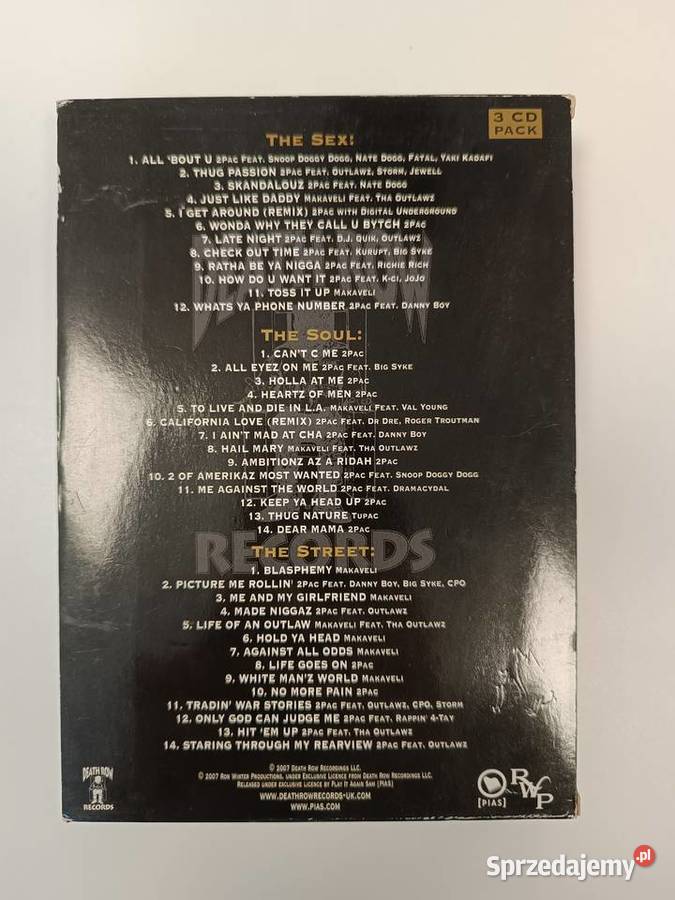 3 CD
PACK
THE SEX:
1. ALL 'BOUT U 2PAC FEAT. SNOOP DOGGY DOGG, NATE DOGG, FATAL, YAKI KADAFI
2. THUG PASSION 2PAC FEAT. OUTLAWZ, STORM, JEWELL
3. SKANDALOUZ 2PAC FEAT. NATE DOGG
4. JUST LIKE DADDY MAKAVELI FEAT. THA OUTLAWZ
5. I GET AROUND (REMIX) 2PAC WITH DIGITAL UNDERGROUND
6. WONDA WHY THEY CALL U BYTCH 2PAC
7. LATE NIGHT 2PAC FEAT. D.J. QUIK, OUTLAWZ
8. CHECK OUT TIME 2PAC FEAT. KURUPT, BIG SYKE
9. RATHA BE YA NIGGA 2PAC FEAT. RICHIE RICH
10. HOW DO U WANT IT 2PAC FEAT. K-CI, JOJO
11. TOSS IT UP MAKAVELI
12. WHATS YA PHONE NUMBER 2PAC FEAT. DANNY BOY
THE SOUL:
1. CAN'T C ME 2PAC
2. ALL EYEZ ON ME 2PAC FEAT. BIG SYKE
3. HOLLA AT ME 2PAC
4. HEARTZ OF MEN 2PAC
5. TO LIVE AND DIE IN L.A. MAKAVELI FEAT. VAL YOUNG
6. CALIFORNIA LOVE (REMIX) 2PAC FEAT. DR DRE, ROGER TROUTMAN
7. I AIN'T MAD AT CHA 2PAC FEAT. DANNY BOY
8. HAIL MARY MAKAVELI FEAT. THA OUTLAWZ
9. AMBITIONZ AZ A RIDAH 2PAC
10. 2 OF AMERIKAZ MOST WANTED 2PAC FEAT. SNOOP DOGGY DOGG
11. ME AGAINST THE WORLD 2PAC FEAT. DRAMACYDAL
12. KEEP YA HEAD UP 2PAC
13. THUG NATURE TUPAC
14. DEAR MAMA 2PAC
RECORDS
THE STREET:
1. BLASPHEMY MAKAVELI
2. PICTURE ME ROLLIN' 2PAC FEAT. DANNY BOY, BIG SYKE, CPO
3. ME AND MY GIRLFRIEND MAKAVELI
4. MADE NIGGAZ 2PAC FEAT. OUTLAWZ
5. LIFE OF AN OUTLAW MAKAVELI FEAT. THA OUTLAWZ
6. HOLD YA HEAD MAKAVELI
7. AGAINST ALL ODDS MAKAVELI
8. LIFE GOES ON 2PAC
9. WHITE MAN'Z WORLD MAKAVELI
10. NO MORE PAIN 2PAC
11. TRADIN' WAR STORIES 2PAC FEAT. OUTLAWZ, CPO, STORM
12. ONLY GOD CAN JUDGE ME 2PAC FEAT. RAPPIN' 4-TAY
13. HIT 'EM UP 2PAC FEAT. THA OUTLAWZ
14. STARING THROUGH MY REARVIEW 2PAC FEAT. OUTLAWZ
© 2007 DEATH ROW RECORDINGS LLC.
© 2007 RON WINTER PRODUCTIONS. UNDER EXCLUSIVE LICENCE FROM DEATH ROW RECORDINGS LLC.
RELEASED UNDER EXCLUSIVE LICENCE BY PLAY IT AGAIN SAM [PIAS]
WWW.DEATHROWRECORDS-UK.COM
WWW.PIAS.COM
DEATH ROW
RECORDS
[PIAS]
RWP
Sprzedajemy.pl